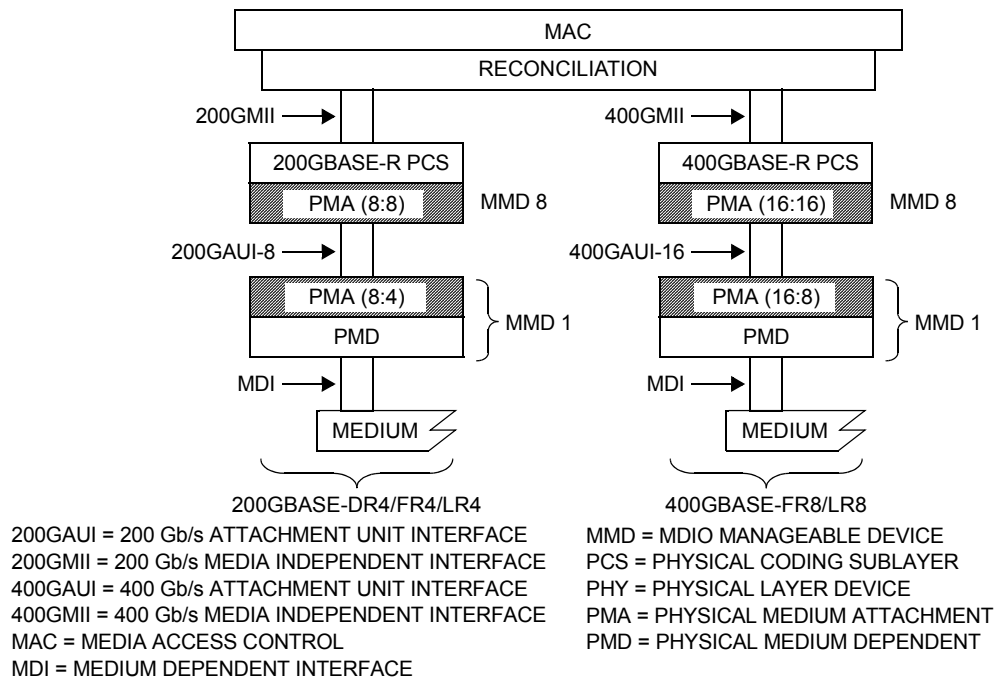 MAC
RECONCILIATION
200GMII
400GMII
200GBASE-R PCS
400GBASE-R PCS
PMA (8:8)
MMD 8
PMA (16:16)
MMD 8
200GAUI-8
400GAUI-16
PMA (8:4)
PMA (16:8)
MMD 1
MMD 1
PMD
PMD
MDI
MDI
MEDIUM
MEDIUM
200GBASE-DR4/FR4/LR4
400GBASE-FR8/LR8
200GAUI = 200 Gb/s ATTACHMENT UNIT INTERFACE
200GMII = 200 Gb/s MEDIA INDEPENDENT INTERFACE
400GAUI = 400 Gb/s ATTACHMENT UNIT INTERFACE
400GMII = 400 Gb/s MEDIA INDEPENDENT INTERFACE
MAC = MEDIA ACCESS CONTROL
MDI = MEDIUM DEPENDENT INTERFACE
MMD = MDIO MANAGEABLE DEVICE
PCS = PHYSICAL CODING SUBLAYER
PHY = PHYSICAL LAYER DEVICE
PMA = PHYSICAL MEDIUM ATTACHMENT
PMD = PHYSICAL MEDIUM DEPENDENT